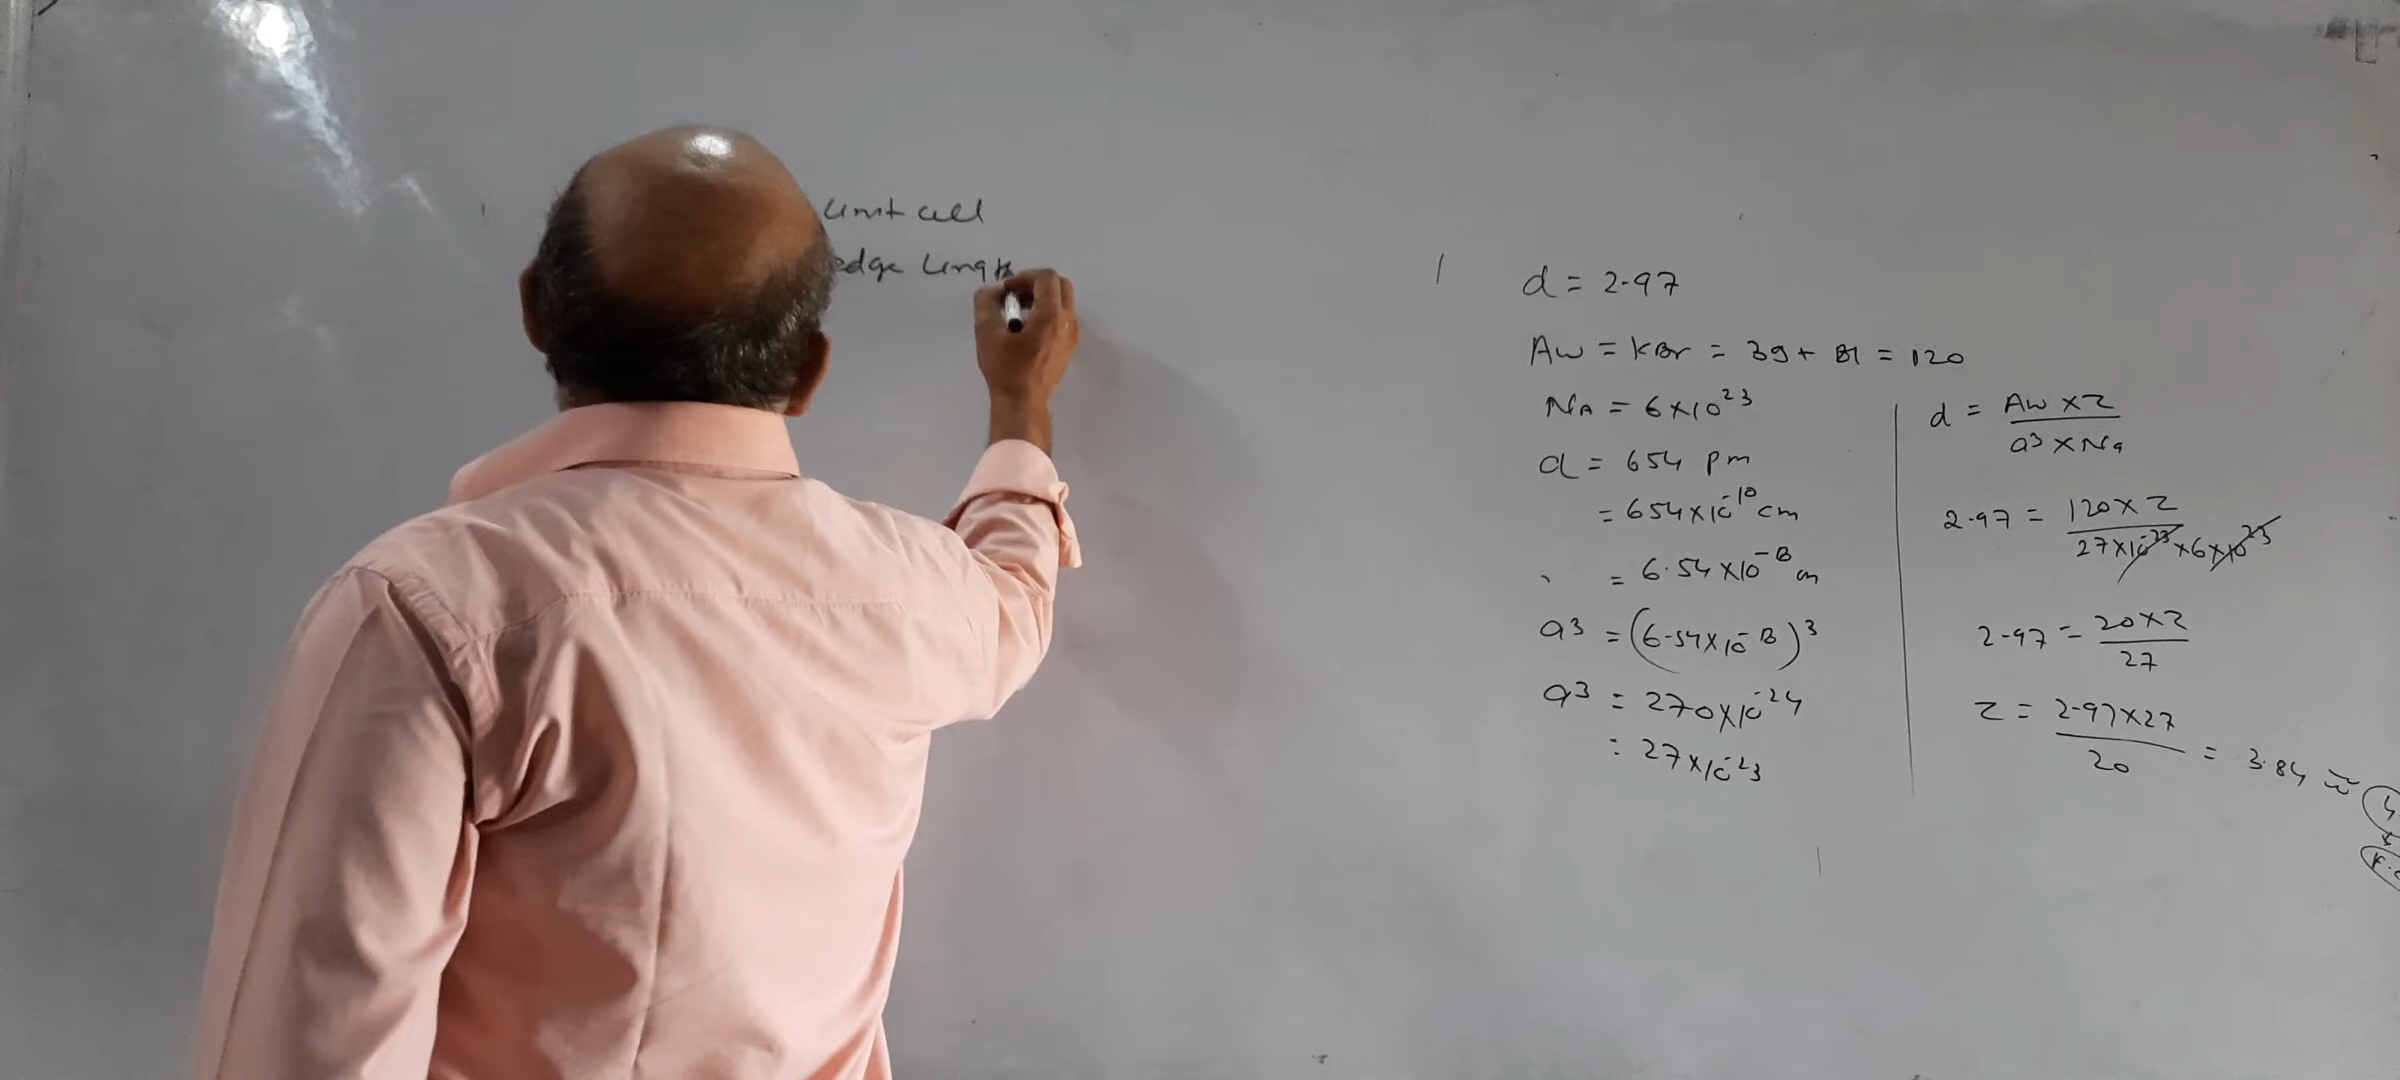 unit cell
edge length
d = 2.97
Aw = KBr = 39 + 81 = 120
NA = 6 × 10²³
a = 654 pm
= 654 × 10⁻¹⁰ cm
= 6.54 × 10⁻⁸ cm
a³ = (6.54 × 10⁻⁸)³
a³ = 270 × 10⁻²⁴
= 27 × 10⁻²³
d = Aw × Z / a³ × NA
2.97 = 120 × Z / 27 × 10⁻²³ × 6 × 10²³
2.97 = 20 × Z / 27
Z = 2.97 × 27 / 20 = 3.84 ≈ 4